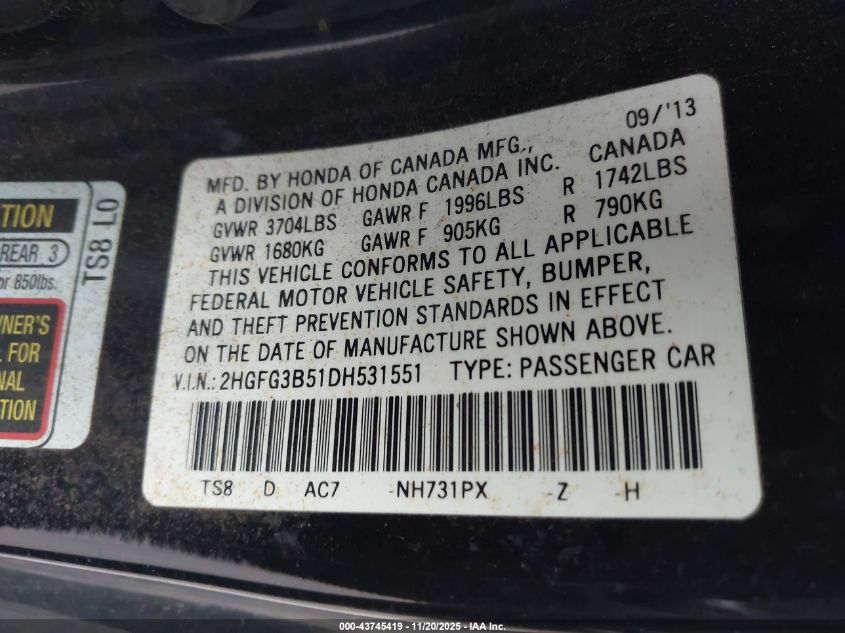 09/'13
MFD. BY HONDA OF CANADA MFG., CANADA
A DIVISION OF HONDA CANADA INC.
GVWR 3704LBS GAWR F 1996LBS R 1742LBS
GVWR 1680KG GAWR F 905KG R 790KG
THIS VEHICLE CONFORMS TO ALL APPLICABLE
FEDERAL MOTOR VEHICLE SAFETY, BUMPER,
AND THEFT PREVENTION STANDARDS IN EFFECT
ON THE DATE OF MANUFACTURE SHOWN ABOVE.
V.I.N.: 2HGFG3B51DH531551 TYPE: PASSENGER CAR
TS8 D AC7 -NH731PX -Z -H
TION
REAR 3
or 850lbs.
TS8 L0
NER'S
L FOR
NAL
TION
000-43745419 - 11/20/2025 - IAA Inc.